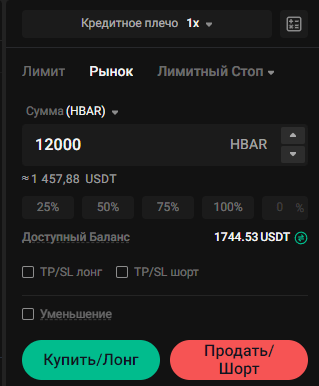 Кредитное плечо 1x
Лимит Рынок Лимитный Стоп
Сумма (HBAR)
12000 HBAR
≈ 1 457,88 USDT
25% 50% 75% 100% 0 %
Доступный Баланс 1744.53 USDT
TP/SL лонг TP/SL шорт
Уменьшение
Купить/Лонг Продать/
Шорт